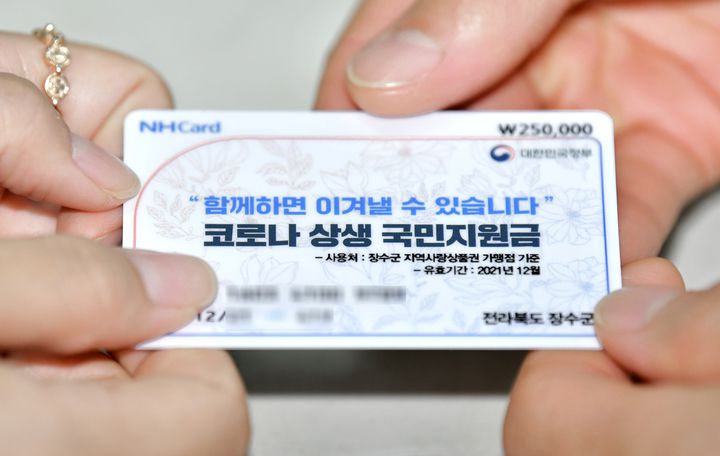 NHCard
₩250,000
대한민국정부
“함께하면 이겨낼 수 있습니다”
코로나 상생 국민지원금
- 사용처 : 장수군 지역사랑상품권 가맹점 기준
- 유효기간 : 2021년 12월
12/
전라북도 장수군